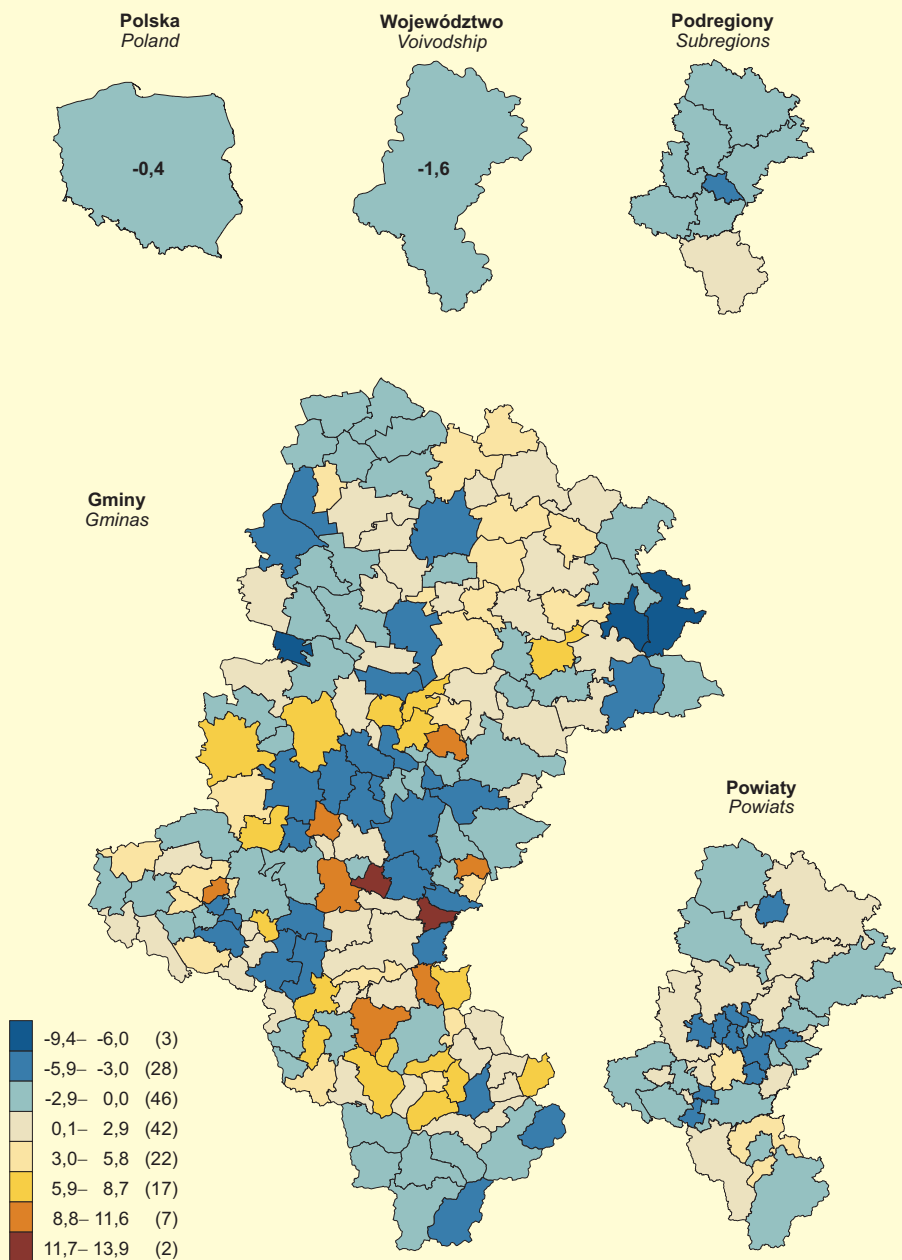 Polska
Poland
Województwo
Voivodship
Podregiony
Subregions
-0,4
-1,6
Gminy
Gminas
Powiaty
Powiats
-9,4– -6,0 (3)
-5,9– -3,0 (28)
-2,9– 0,0 (46)
0,1– 2,9 (42)
3,0– 5,8 (22)
5,9– 8,7 (17)
8,8– 11,6 (7)
11,7– 13,9 (2)